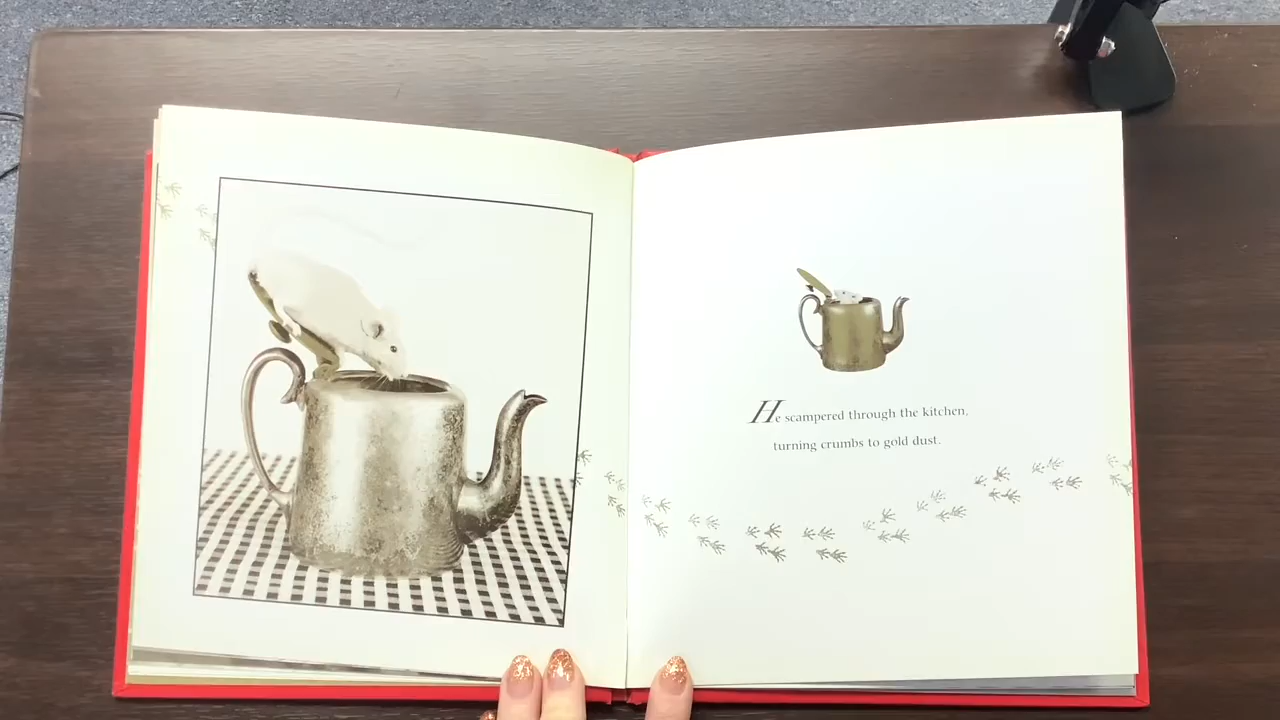 He scampered through the kitchen,
turning crumbs to gold dust.